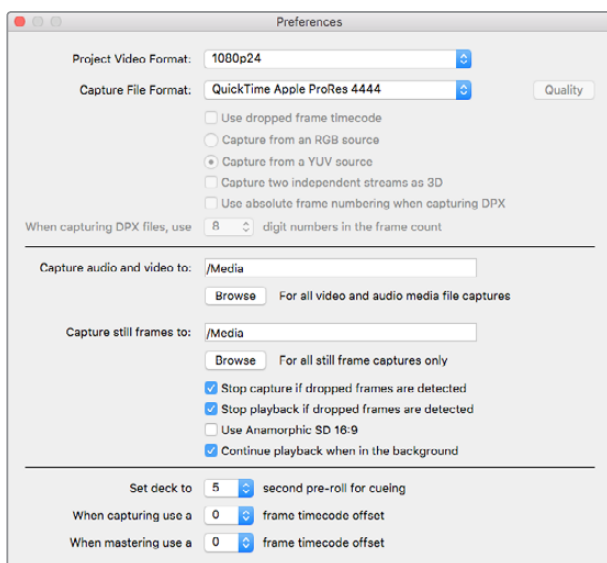 Preferences
Project Video Format: 1080p24
Capture File Format: QuickTime Apple ProRes 4444 Quality
Use dropped frame timecode
Capture from an RGB source
Capture from a YUV source
Capture two independent streams as 3D
Use absolute frame numbering when capturing DPX
When capturing DPX files, use 8 digit numbers in the frame count
Capture audio and video to: /Media
Browse For all video and audio media file captures
Capture still frames to: /Media
Browse For all still frame captures only
Stop capture if dropped frames are detected
Stop playback if dropped frames are detected
Use Anamorphic SD 16:9
Continue playback when in the background
Set deck to 5 second pre-roll for cueing
When capturing use a 0 frame timecode offset
When mastering use a 0 frame timecode offset